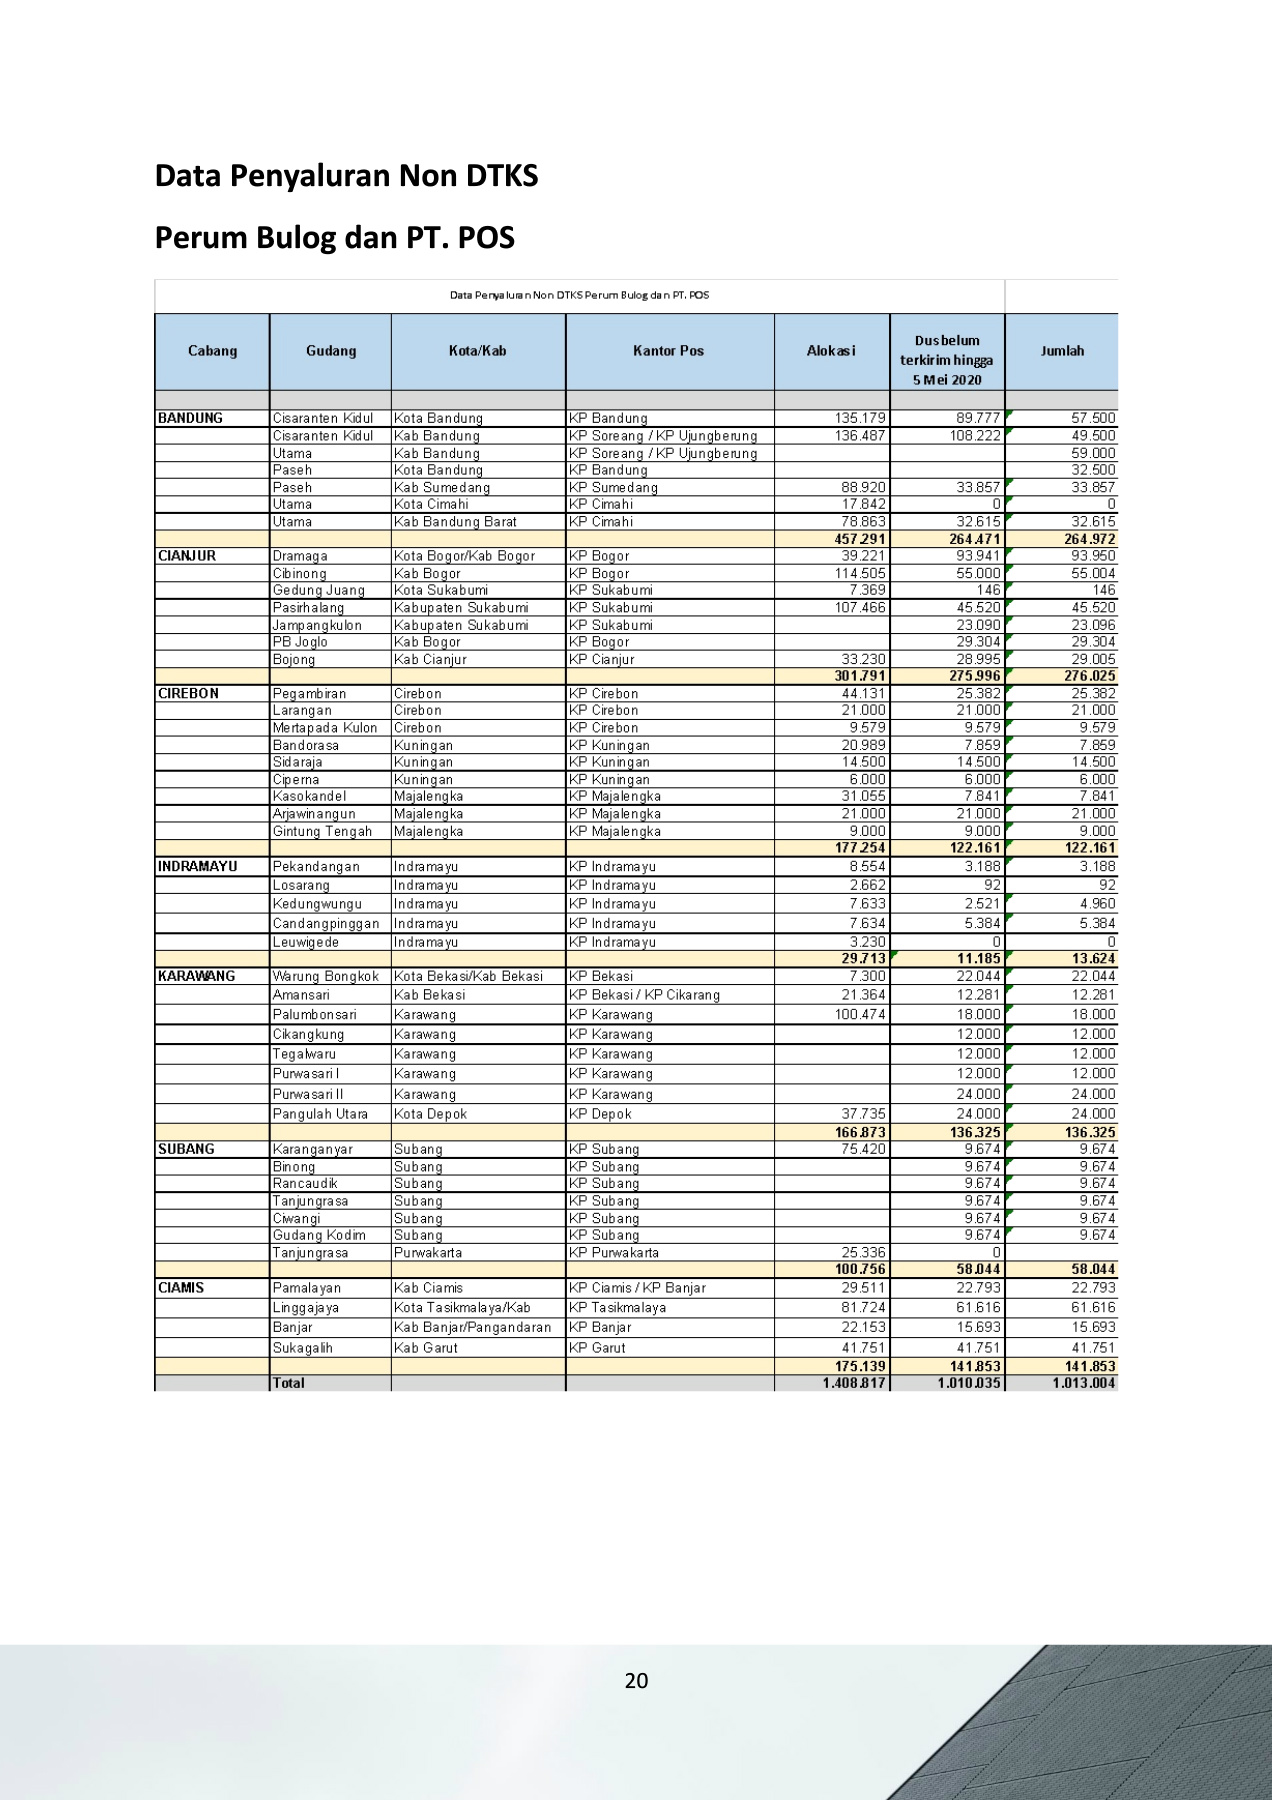 Data Penyaluran Non DTKS
Perum Bulog dan PT. POS
Data Penyaluran Non DTKS Perum Bulog dan PT. POS
Cabang Gudang Kota/Kab Kantor Pos Alokasi Dus belum terkirim hingga 5 Mei 2020 Jumlah
BANDUNG Cisaranten Kidul Kota Bandung KP Bandung 135.179 89.777 57.500
Cisaranten Kidul Kab Bandung KP Soreang / KP Ujungberung 136.487 108.222 49.500
Utama Kab Bandung KP Soreang / KP Ujungberung 59.000
Paseh Kota Bandung KP Bandung 32.500
Paseh Kab Sumedang KP Sumedang 88.920 33.857 33.857
Utama Kota Cimahi KP Cimahi 17.842 0 0
Utama Kab Bandung Barat KP Cimahi 78.863 32.615 32.615
457.291 264.471 264.972
CIANJUR Dramaga Kota Bogor/Kab Bogor KP Bogor 39.221 93.941 93.950
Cibinong Kab Bogor KP Bogor 114.505 55.000 55.004
Gedung Juang Kota Sukabumi KP Sukabumi 7.369 146 146
Pasirhalang Kabupaten Sukabumi KP Sukabumi 107.466 45.520 45.520
Jampangkulon Kabupaten Sukabumi KP Sukabumi 23.090 23.096
PB Joglo Kab Bogor KP Bogor 29.304 29.304
Bojong Kab Cianjur KP Cianjur 33.230 28.995 29.005
301.791 275.996 276.025
CIREBON Pegambiran Cirebon KP Cirebon 44.131 25.382 25.382
Larangan Cirebon KP Cirebon 21.000 21.000 21.000
Mertapada Kulon Cirebon KP Cirebon 9.579 9.579 9.579
Bandorasa Kuningan KP Kuningan 20.989 7.859 7.859
Sidaraja Kuningan KP Kuningan 14.500 14.500 14.500
Ciperna Kuningan KP Kuningan 6.000 6.000 6.000
Kasokandel Majalengka KP Majalengka 31.055 7.841 7.841
Arjawinangun Majalengka KP Majalengka 21.000 21.000 21.000
Gintung Tengah Majalengka KP Majalengka 9.000 9.000 9.000
177.254 122.161 122.161
INDRAMAYU Pekandangan Indramayu KP Indramayu 8.554 3.188 3.188
Losarang Indramayu KP Indramayu 2.662 92 92
Kedungwungu Indramayu KP Indramayu 7.633 2.521 4.960
Candangpinggan Indramayu KP Indramayu 7.634 5.384 5.384
Leuwigede Indramayu KP Indramayu 3.230 0 0
29.713 11.185 13.624
KARAWANG Warung Bongkok Kota Bekasi/Kab Bekasi KP Bekasi 7.300 22.044 22.044
Amansari Kab Bekasi KP Bekasi / KP Cikarang 21.364 12.281 12.281
Palumbonsari Karawang KP Karawang 100.474 18.000 18.000
Cikangkung Karawang KP Karawang 12.000 12.000
Tegalwaru Karawang KP Karawang 12.000 12.000
Purwasari I Karawang KP Karawang 12.000 12.000
Purwasari II Karawang KP Karawang 24.000 24.000
Pangulah Utara Kota Depok KP Depok 37.735 24.000 24.000
166.873 136.325 136.325
SUBANG Karanganyar Subang KP Subang 75.420 9.674 9.674
Binong Subang KP Subang 9.674 9.674
Rancaudik Subang KP Subang 9.674 9.674
Tanjungrasa Subang KP Subang 9.674 9.674
Ciwangi Subang KP Subang 9.674 9.674
Gudang Kodim Subang KP Subang 9.674 9.674
Tanjungrasa Purwakarta KP Purwakarta 25.336 0
100.756 58.044 58.044
CIAMIS Pamalayan Kab Ciamis KP Ciamis / KP Banjar 29.511 22.793 22.793
Linggajaya Kota Tasikmalaya/Kab KP Tasikmalaya 81.724 61.616 61.616
Banjar Kab Banjar/Pangandaran KP Banjar 22.153 15.693 15.693
Sukagalih Kab Garut KP Garut 41.751 41.751 41.751
175.139 141.853 141.853
Total 1.408.817 1.010.035 1.013.004
20